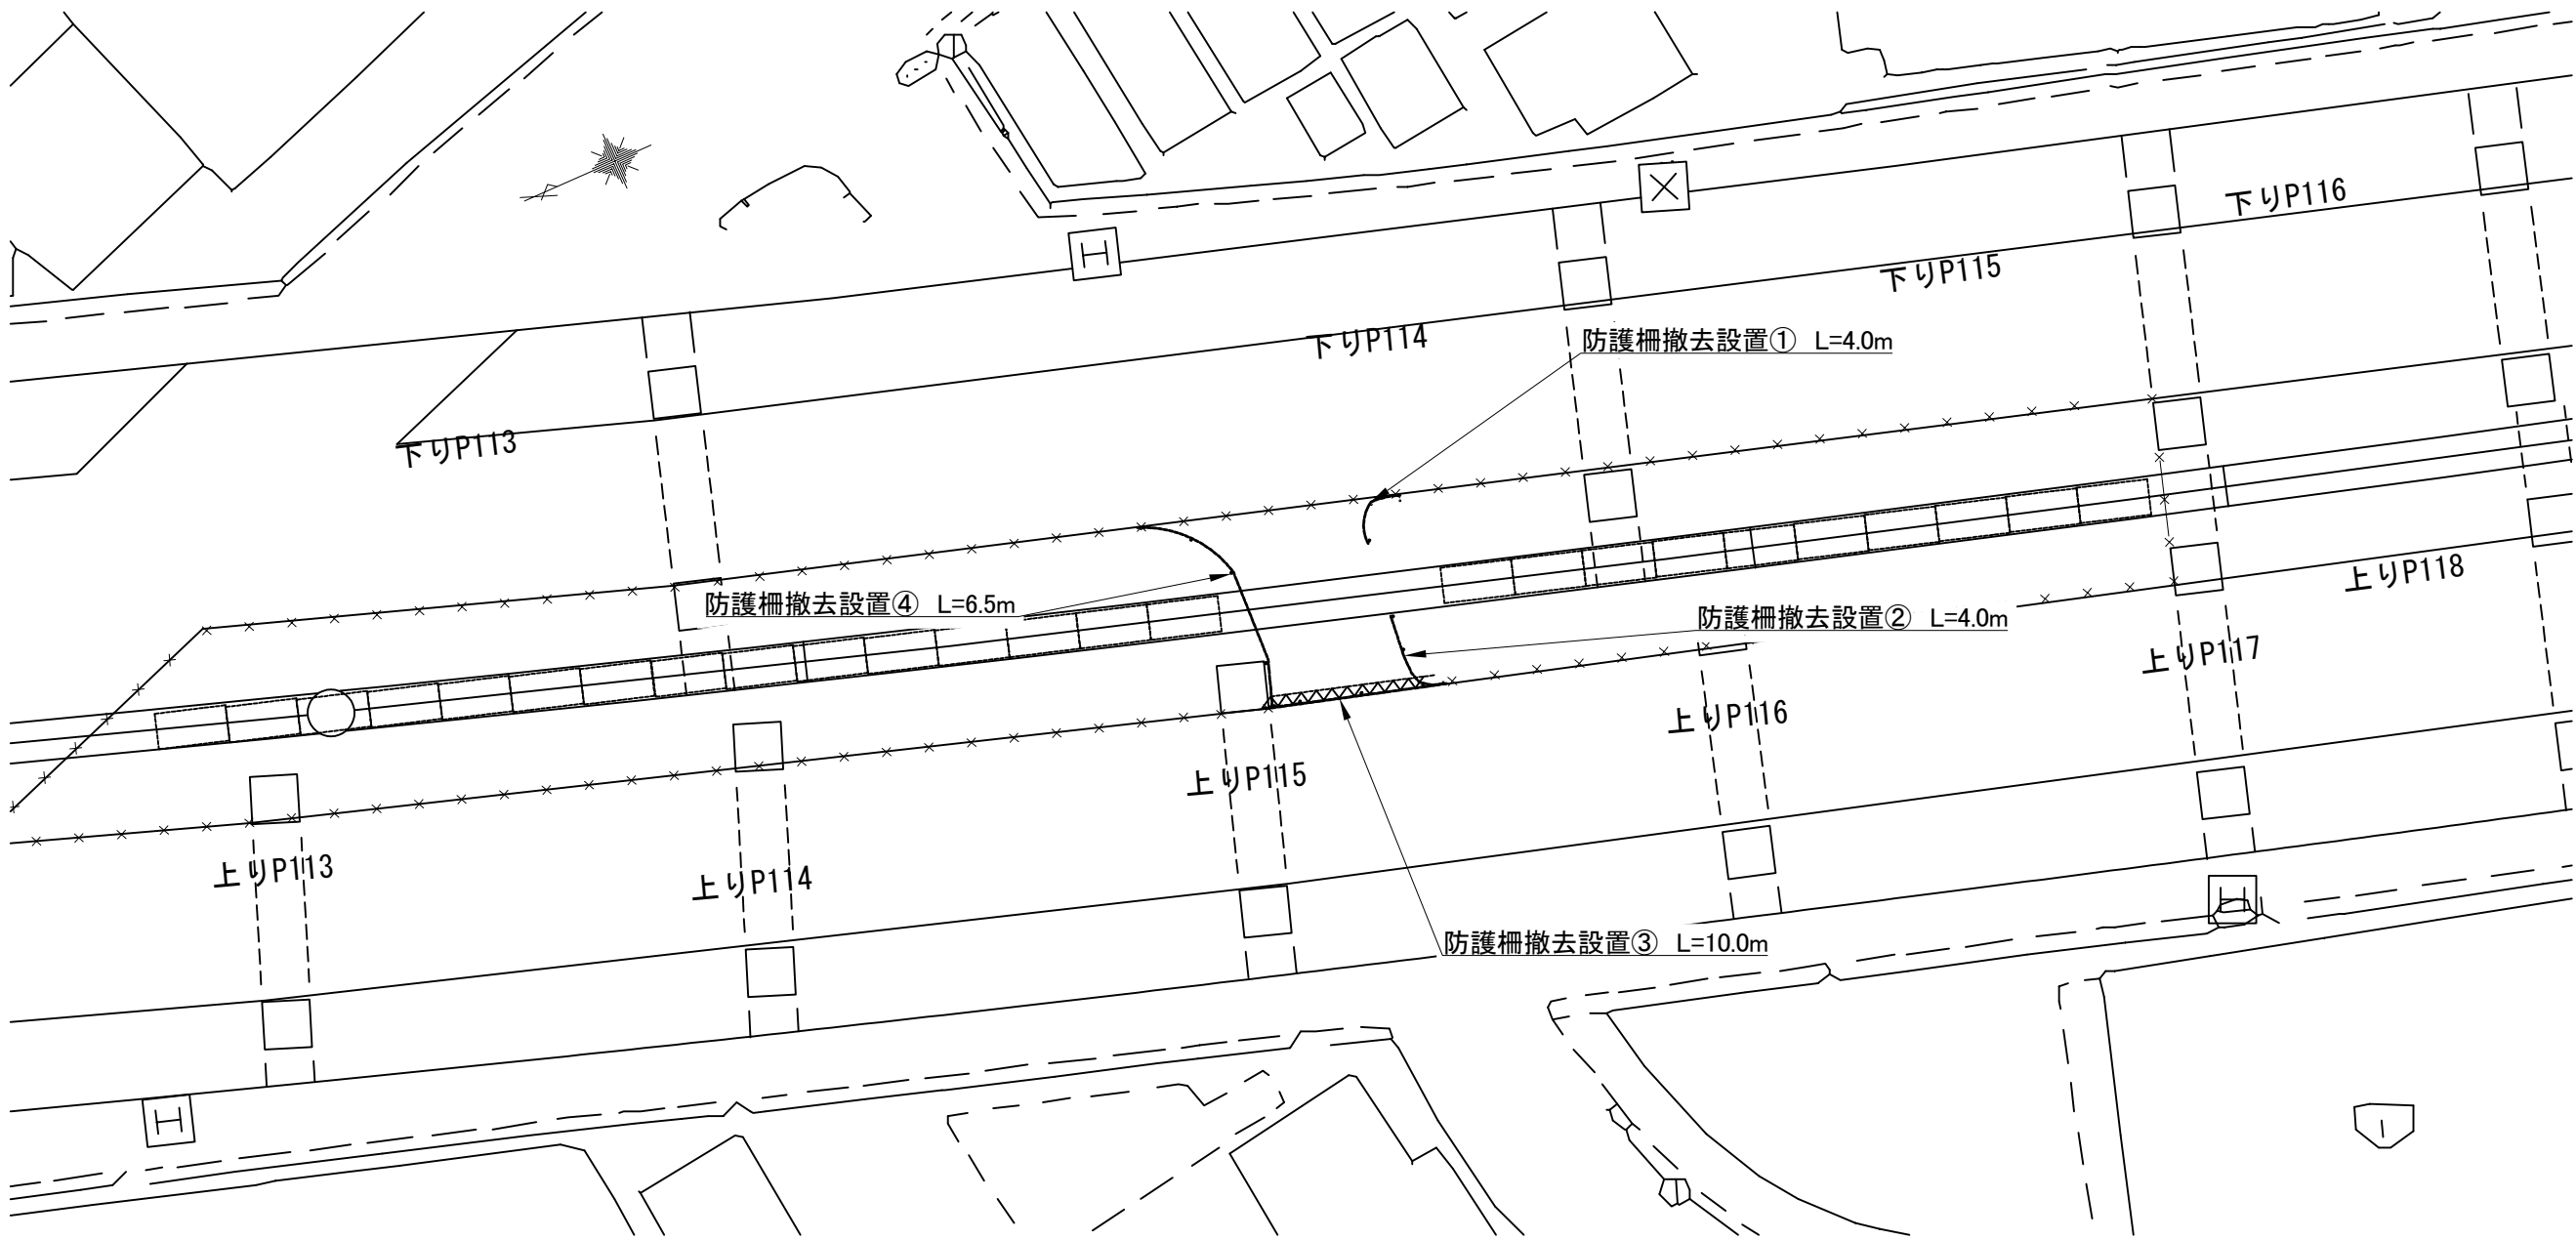 下りP116
下りP115
防護柵撤去設置① L=4.0m
下りP114
下りP113
上りP118
防護柵撤去設置④ L=6.5m
防護柵撤去設置② L=4.0m
上りP117
上りP116
上りP115
上りP113
上りP114
防護柵撤去設置③ L=10.0m